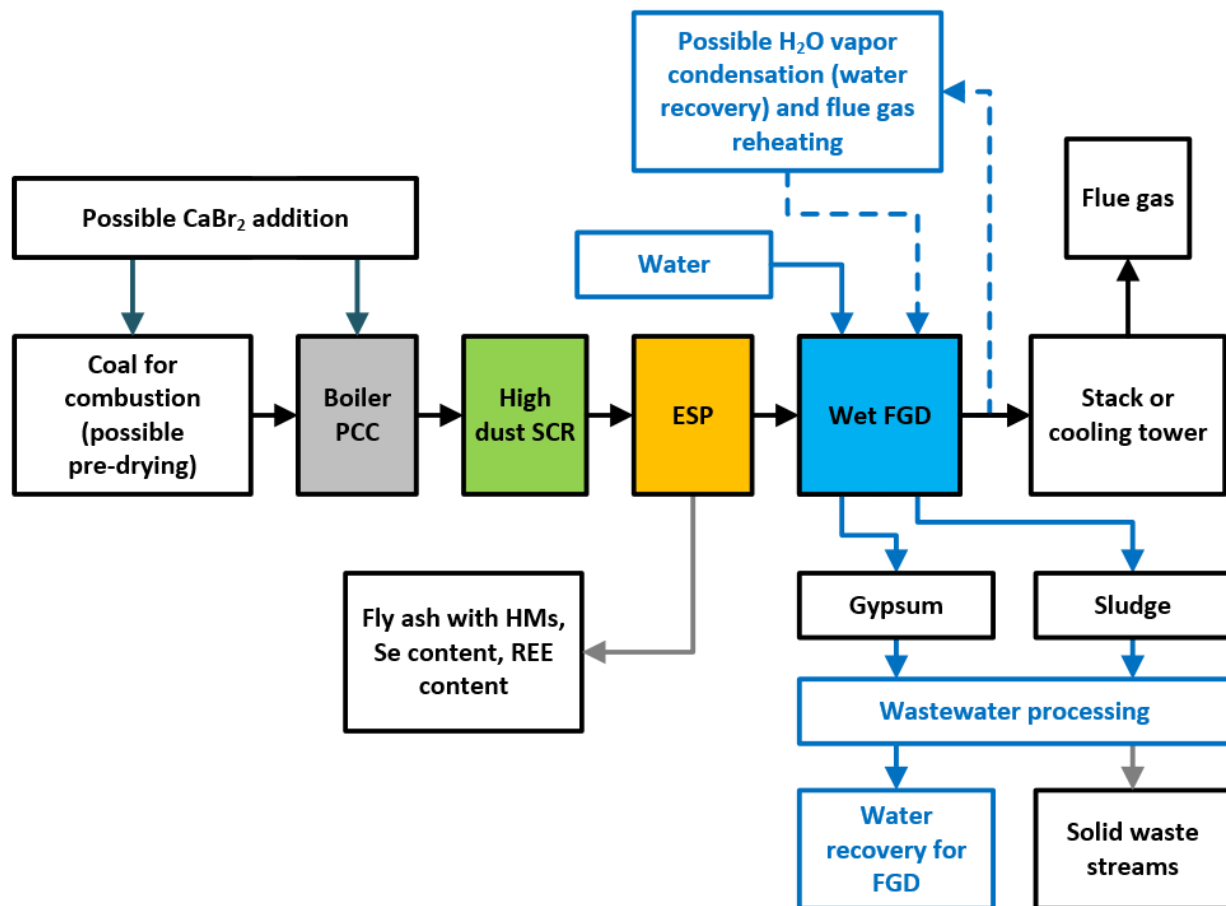 Possible H₂O vapor
condensation (water
recovery) and flue gas
reheating
Flue gas
Possible CaBr₂ addition
Water
Coal for
combustion
(possible
pre-drying)
Boiler
PCC
High
dust SCR
ESP
Wet FGD
Stack or
cooling tower
Fly ash with HMs,
Se content, REE
content
Gypsum
Sludge
Wastewater processing
Water
recovery for
FGD
Solid waste
streams